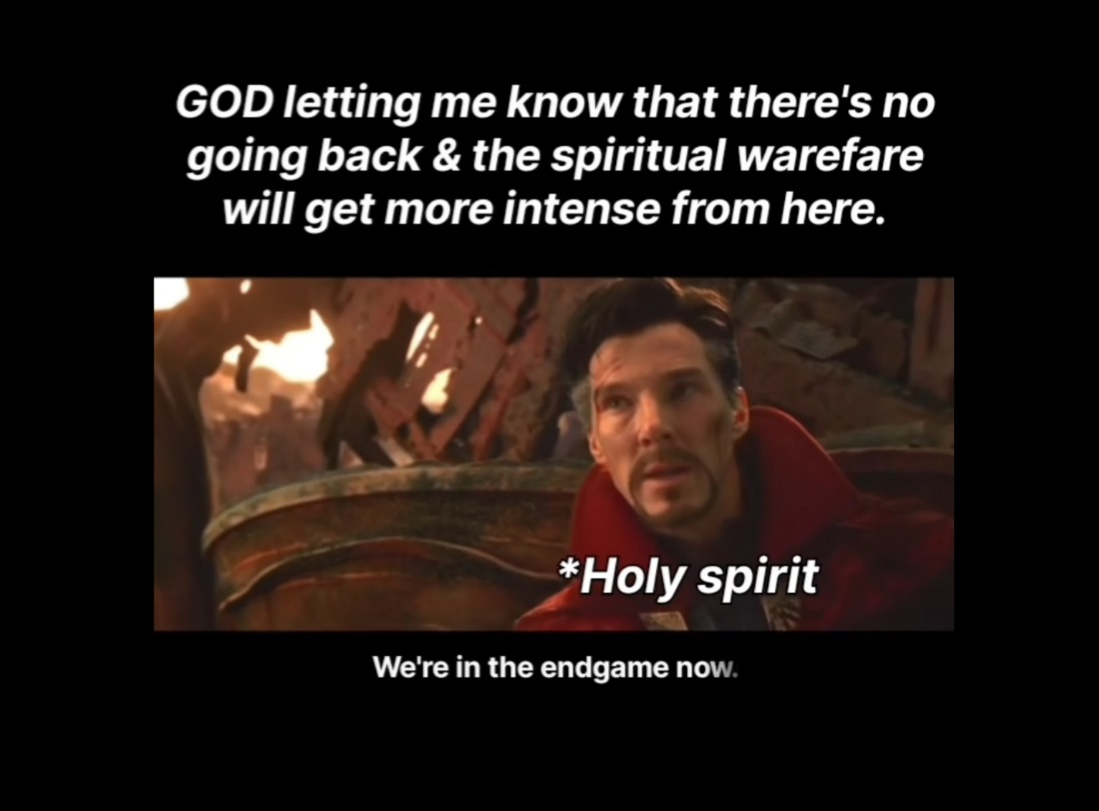 GOD letting me know that there's no
going back & the spiritual warefare
will get more intense from here.
*Holy spirit
We're in the endgame now.